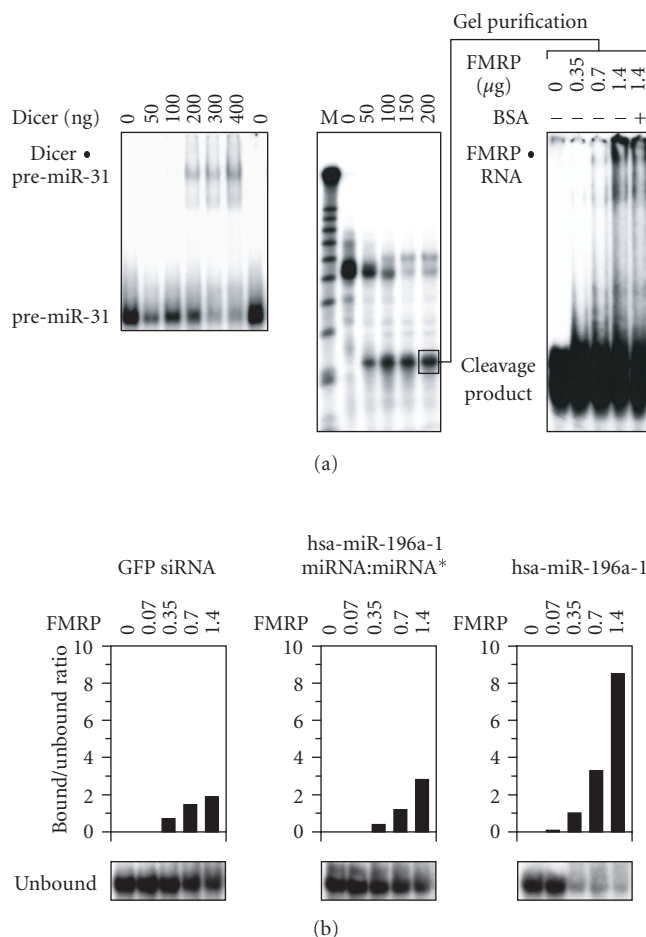 Gel purification
Dicer (ng) 0 50 100 200 300 400 0
Dicer •
pre-miR-31
pre-miR-31
M 0 50 100 150 200
FMRP
(µg) 0 0.35 0.7 1.4 1.4
BSA − − − − +
FMRP •
RNA
Cleavage
product
(a)
GFP siRNA
FMRP 0 0.07 0.35 0.7 1.4
Bound/unbound ratio
10
8
6
4
2
0
hsa-miR-196a-1
miRNA:miRNA*
FMRP 0 0.07 0.35 0.7 1.4
10
8
6
4
2
0
hsa-miR-196a-1
FMRP 0 0.07 0.35 0.7 1.4
10
8
6
4
2
0
Unbound
(b)